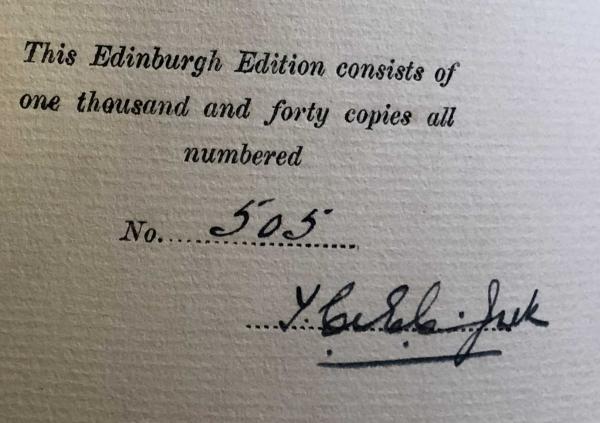 This Edinburgh Edition consists of
one thousand and forty copies all
numbered
No. 505